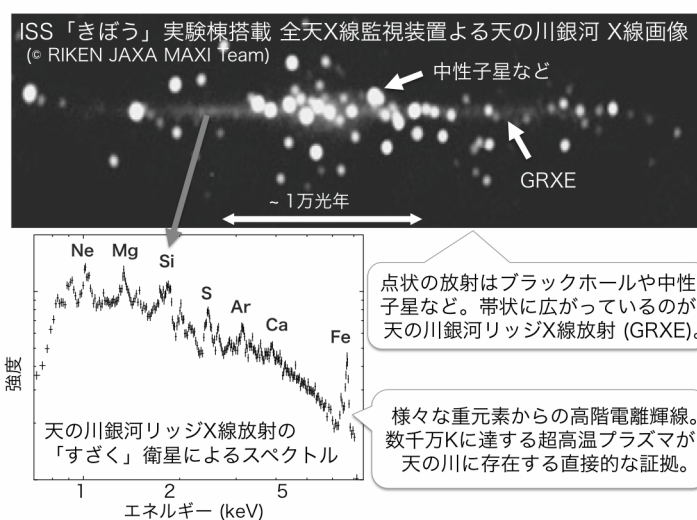 ISS「きぼう」実験棟搭載 全天X線監視装置よる天の川銀河 X線画像
(© RIKEN JAXA MAXI Team)
中性子星など
GRXE
~ 1万光年
点状の放射はブラックホールや中性
子星など。帯状に広がっているのが
天の川銀河リッジX線放射 (GRXE)。
Ne Mg Si S Ar Ca Fe
強度
天の川銀河リッジX線放射の
「すざく」衛星によるスペクトル
様々な重元素からの高階電離輝線。
数千万Kに達する超高温プラズマが
天の川に存在する直接的な証拠。
1 2 5
エネルギー (keV)